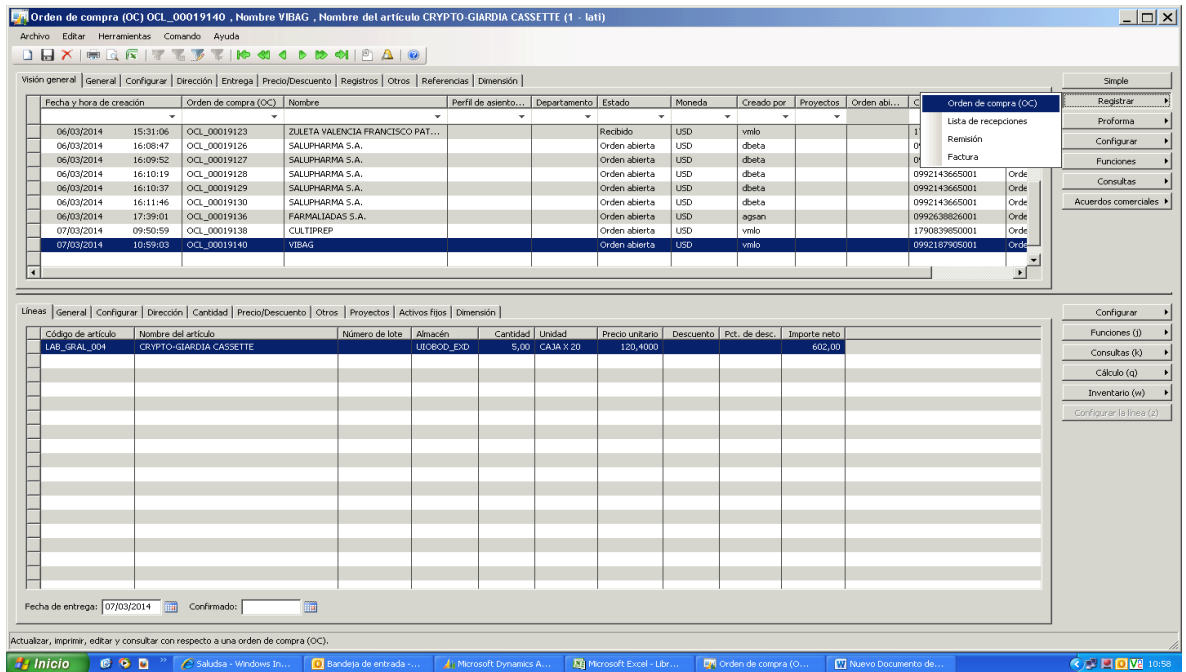 Orden de compra (OC) OCL_00019140 , Nombre VIBAG , Nombre del artículo CRYPTO-GIARDIA CASSETTE (1 - lati)
Archivo Editar Herramientas Comando Ayuda
Visión general General Configurar Dirección Entrega Precio/Descuento Registros Otros Referencias Dimensión
Simple
Fecha y hora de creación Orden de compra (OC) Nombre Perfil de asiento... Departamento Estado Moneda Creado por Proyectos Orden abi... C
Registrar
Proforma
Configurar
Funciones
Consultas
Acuerdos comerciales
Orden de compra (OC)
Lista de recepciones
Remisión
Factura
06/03/2014 15:31:06 OCL_00019123 ZULETA VALENCIA FRANCISCO PAT... Recibido USD vmlo 1
06/03/2014 16:08:47 OCL_00019126 SALUPHARMA S.A. Orden abierta USD dbeta 0
06/03/2014 16:09:52 OCL_00019127 SALUPHARMA S.A. Orden abierta USD dbeta 0
06/03/2014 16:10:19 OCL_00019128 SALUPHARMA S.A. Orden abierta USD dbeta 0992143665001 Orde
06/03/2014 16:10:37 OCL_00019129 SALUPHARMA S.A. Orden abierta USD dbeta 0992143665001 Orde
06/03/2014 16:11:46 OCL_00019130 SALUPHARMA S.A. Orden abierta USD dbeta 0992143665001 Orde
06/03/2014 17:39:01 OCL_00019136 FARMALIADAS S.A. Orden abierta USD agsan 0992638826001 Orde
07/03/2014 09:50:59 OCL_00019138 CULTIPREP Orden abierta USD vmlo 1790839850001 Orde
07/03/2014 10:59:03 OCL_00019140 VIBAG Orden abierta USD vmlo 0992187905001 Orde
Líneas General Configurar Dirección Cantidad Precio/Descuento Otros Proyectos Activos fijos Dimensión
Configurar
Funciones (j)
Consultas (k)
Cálculo (q)
Inventario (w)
Configurar la línea (z)
Código de artículo Nombre del artículo Número de lote Almacén Cantidad Unidad Precio unitario Descuento Pct. de desc. Importe neto
LAB_GRAL_004 CRYPTO-GIARDIA CASSETTE UIOBOD_EXD 5,00 CAJA X 20 120,4000 602,00
Fecha de entrega: 07/03/2014 Confirmado:
Actualizar, imprimir, editar y consultar con respecto a una orden de compra (OC).
Inicio Saludsa - Windows In... Bandeja de entrada -... Microsoft Dynamics A... Microsoft Excel - Libr... Orden de compra (O... Nuevo Documento de... 10:58